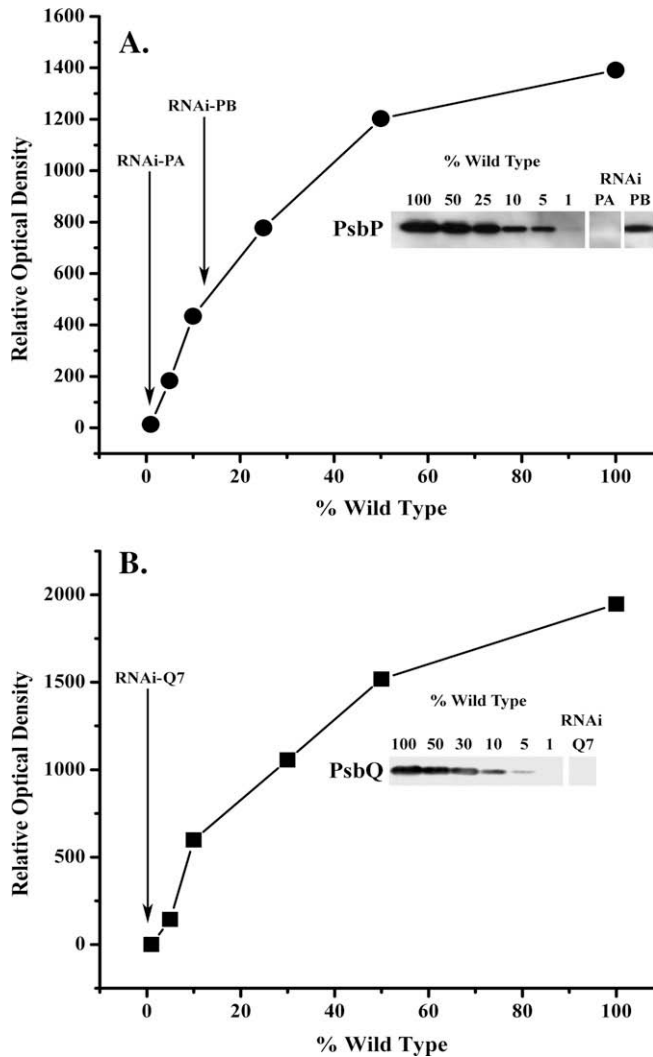 A.
1600
1400
1200
1000
800
600
400
200
0
Relative Optical Density
RNAi-PA
RNAi-PB
% Wild Type
RNAi
100 50 25 10 5 1 PA PB
PsbP
0 20 40 60 80 100
% Wild Type
B.
2000
1500
1000
500
0
Relative Optical Density
RNAi-Q7
% Wild Type
RNAi
100 50 30 10 5 1 Q7
PsbQ
0 20 40 60 80 100
% Wild Type